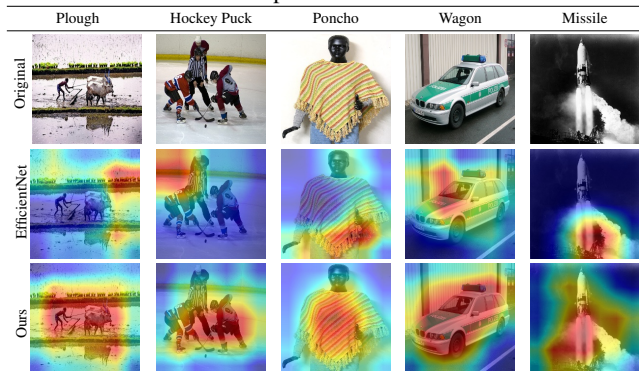 Plough Hockey Puck Poncho Wagon Missile
Original
EfficientNet
Ours